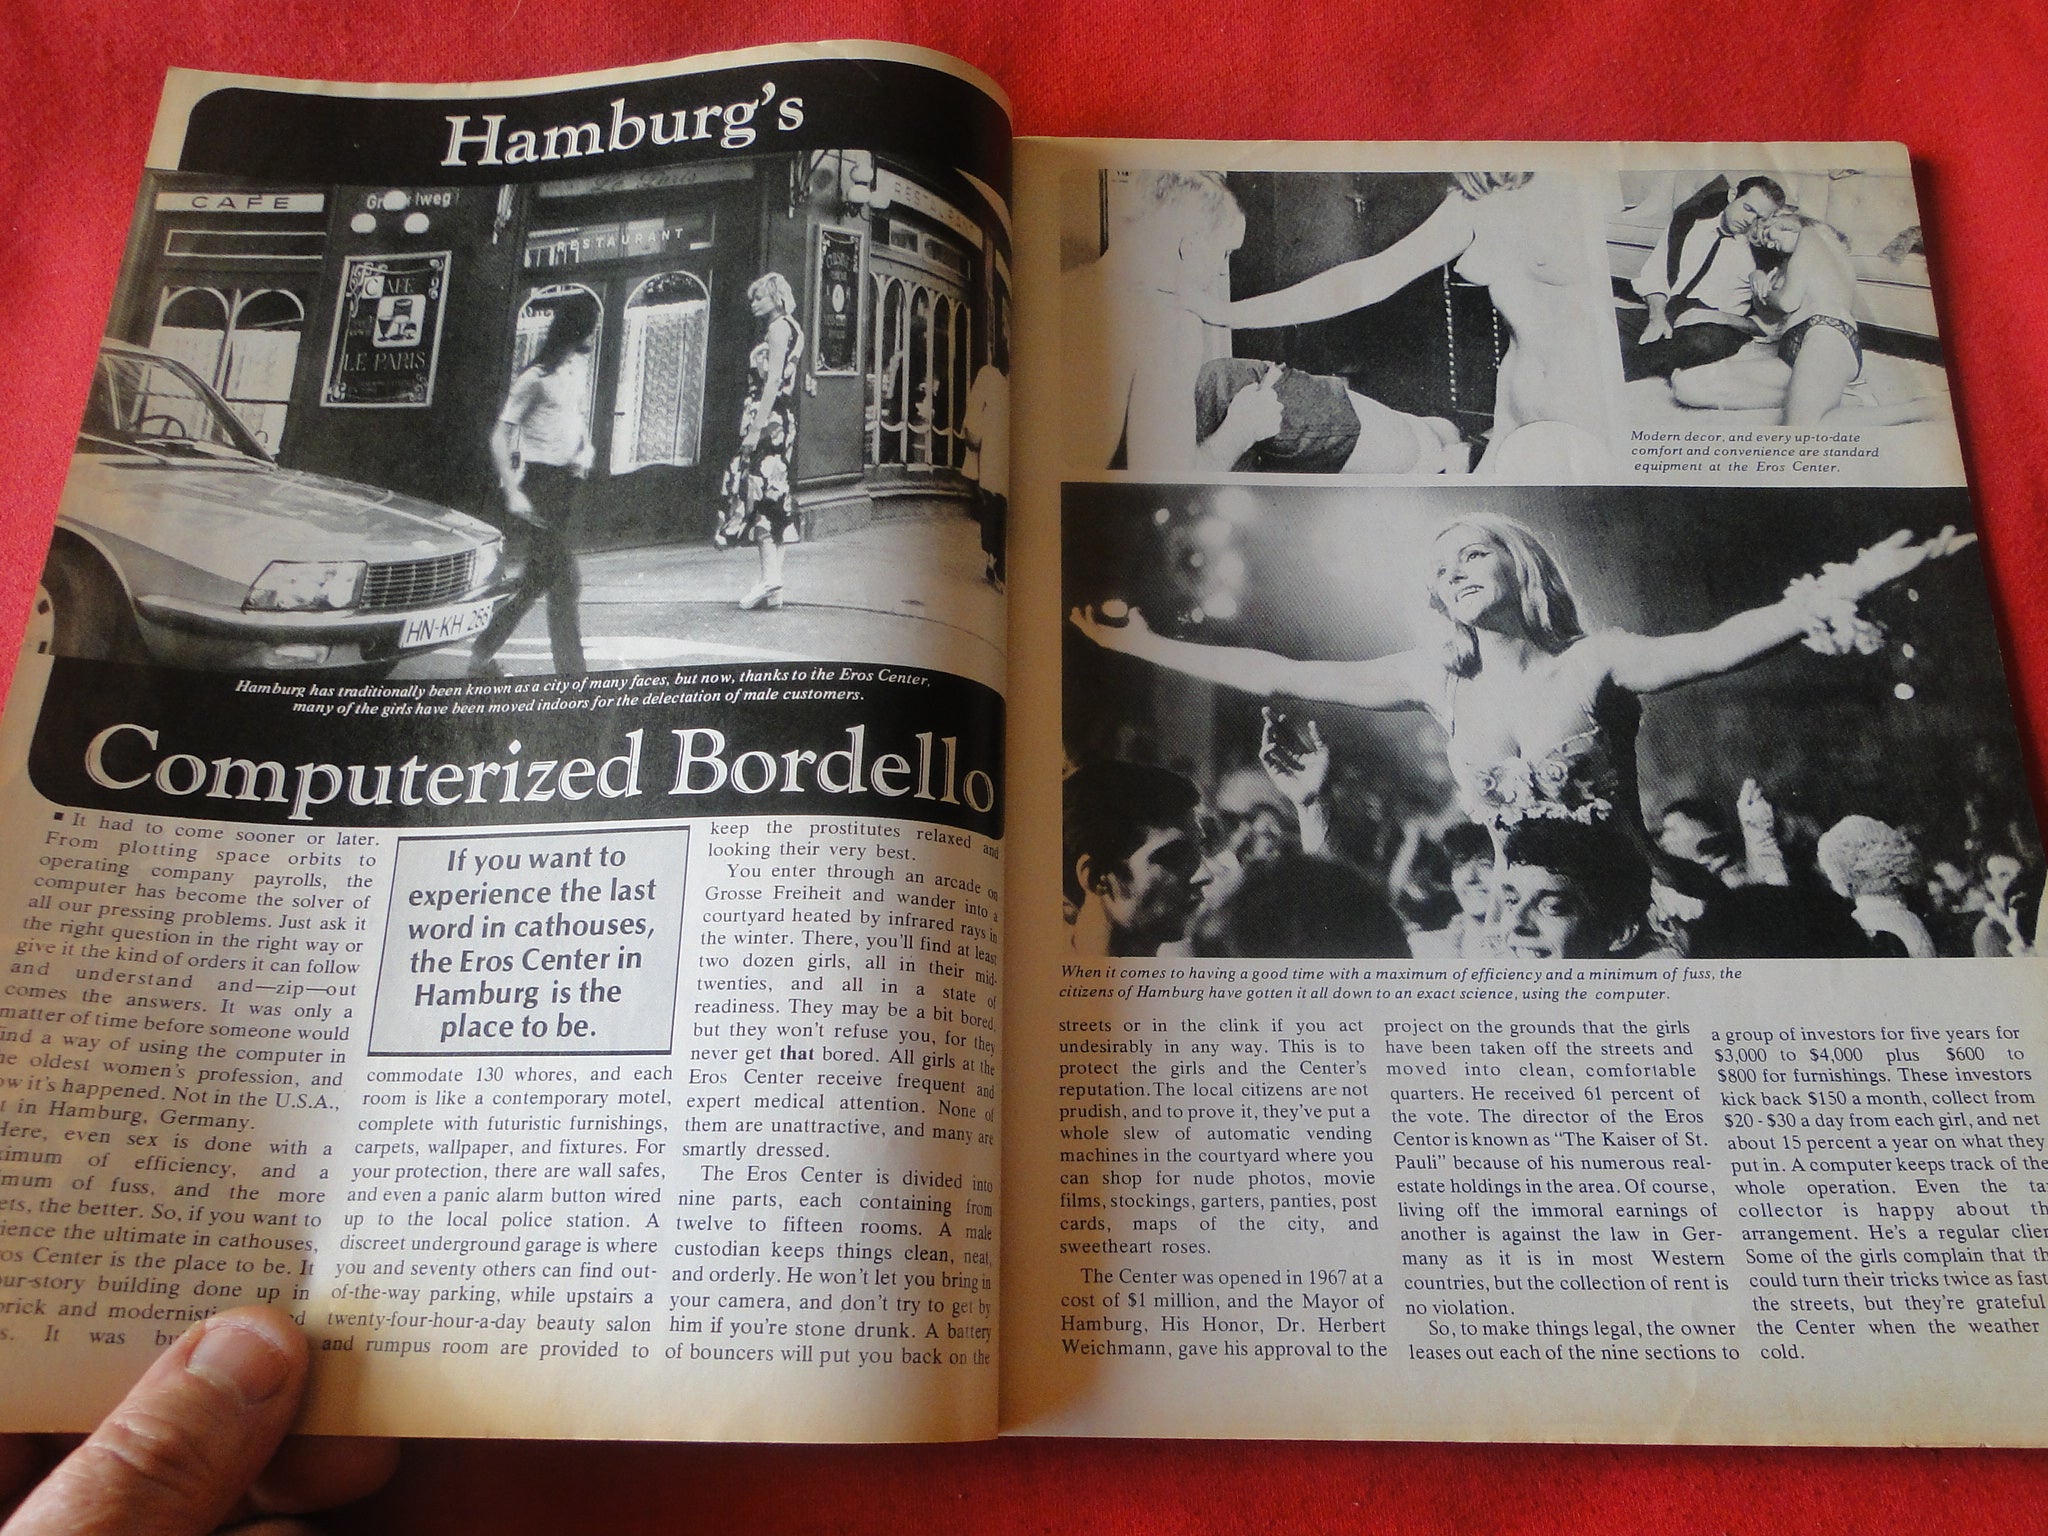 Hamburg's
CAFE
RESTAURANT
RESTAURANT
CAFE
LE PARIS
HN-KH 266
Hamburg has traditionally been known as a city of many faces, but now, thanks to the Eros Center,
many of the girls have been moved indoors for the delectation of male customers.
Computerized Bordello
It had to come sooner or later.
From plotting space orbits to
operating company payrolls, the
computer has become the solver of
all our pressing problems. Just ask it
the right question in the right way or
give it the kind of orders it can follow
and understand and—zip—out
comes the answers. It was only a
matter of time before someone would
a way of using the computer in
oldest women's profession, and
it's happened. Not in the U.S.A.,
in Hamburg, Germany.
Here, even sex is done with a
of efficiency, and a
of fuss, and the more
the better. So, if you want to
the ultimate in cathouses,
Center is the place to be. It
building done up in
and
It was
If you want to
experience the last
word in cathouses,
the Eros Center in
Hamburg is the
place to be.
commodate 130 whores, and each
room is like a contemporary motel,
complete with futuristic furnishings,
carpets, wallpaper, and fixtures. For
your protection, there are wall safes,
and even a panic alarm button wired
up to the local police station. A
discreet underground garage is where
you and seventy others can find out-
of-the-way parking, while upstairs a
twenty-four-hour-a-day beauty salon
and rumpus room are provided to
keep the prostitutes relaxed and
looking their very best.
You enter through an arcade on
Grosse Freiheit and wander into a
courtyard heated by infrared rays in
the winter. There, you'll find at least
two dozen girls, all in their mid-
twenties, and all in a state of
readiness. They may be a bit bored,
but they won't refuse you, for they
never get that bored. All girls at the
Eros Center receive frequent and
expert medical attention. None of
them are unattractive, and many are
smartly dressed.
The Eros Center is divided into
nine parts, each containing from
twelve to fifteen rooms. A male
custodian keeps things clean, neat,
and orderly. He won't let you bring in
your camera, and don't try to get by
him if you're stone drunk. A battery
of bouncers will put you back on the
Modern decor, and every up-to-date
comfort and convenience are standard
equipment at the Eros Center.
When it comes to having a good time with a maximum of efficiency and a minimum of fuss, the
citizens of Hamburg have gotten it all down to an exact science, using the computer.
streets or in the clink if you act
undesirably in any way. This is to
protect the girls and the Center's
reputation. The local citizens are not
prudish, and to prove it, they've put a
whole slew of automatic vending
machines in the courtyard where you
can shop for nude photos, movie
films, stockings, garters, panties, post
cards, maps of the city, and
sweetheart roses.
The Center was opened in 1967 at a
cost of $1 million, and the Mayor of
Hamburg, His Honor, Dr. Herbert
Weichmann, gave his approval to the
project on the grounds that the girls
have been taken off the streets and
moved into clean, comfortable
quarters. He received 61 percent of
the vote. The director of the Eros
Centor is known as "The Kaiser of St.
Pauli" because of his numerous real-
estate holdings in the area. Of course,
living off the immoral earnings of
another is against the law in Ger-
many as it is in most Western
countries, but the collection of rent is
no violation.
So, to make things legal, the owner
leases out each of the nine sections to
a group of investors for five years for
$3,000 to $4,000 plus $600 to
$800 for furnishings. These investors
kick back $150 a month, collect from
$20 - $30 a day from each girl, and net
about 15 percent a year on what they
put in. A computer keeps track of the
whole operation. Even the
collector is happy about
arrangement. He's a regular
Some of the girls complain that
could turn their tricks twice as fast
the streets, but they're grateful
the Center when the weather
cold.